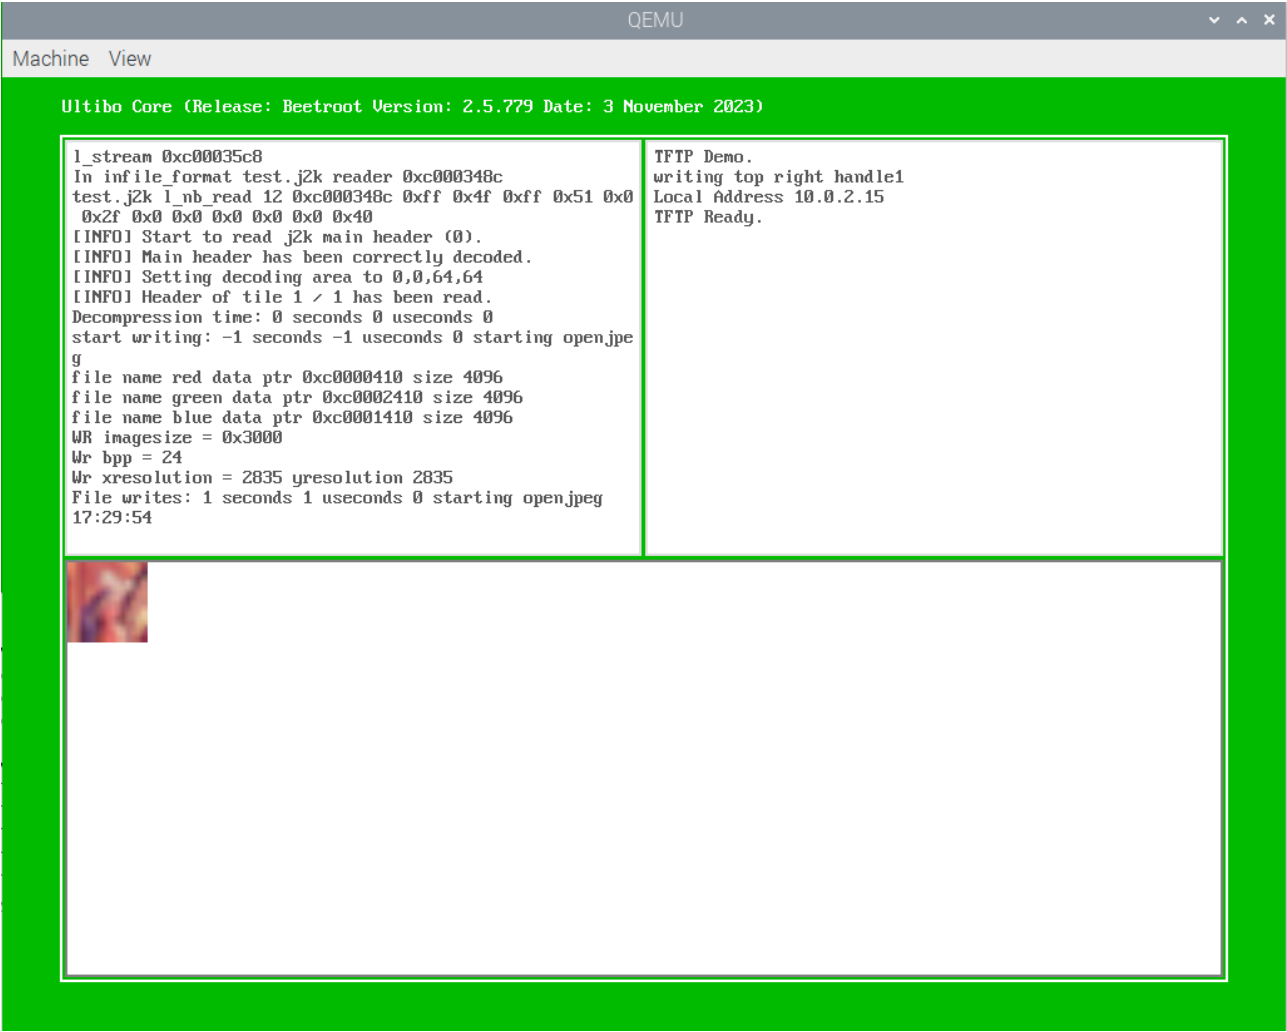 QEMU
Machine View
Ultibo Core (Release: Beetroot Version: 2.5.779 Date: 3 November 2023)
l_stream 0xc00035c8
In infile_format test.j2k reader 0xc000348c
test.j2k l_nb_read 12 0xc000348c 0xff 0x4f 0xff 0x51 0x0
 0x2f 0x0 0x0 0x0 0x0 0x0 0x40
[INFO] Start to read j2k main header (0).
[INFO] Main header has been correctly decoded.
[INFO] Setting decoding area to 0,0,64,64
[INFO] Header of tile 1 / 1 has been read.
Decompression time: 0 seconds 0 useconds 0
start writing: -1 seconds -1 useconds 0 starting openjpe
g
file name red data ptr 0xc0000410 size 4096
file name green data ptr 0xc0002410 size 4096
file name blue data ptr 0xc0001410 size 4096
WR imagesize = 0x3000
Wr bpp = 24
Wr xresolution = 2835 yresolution 2835
File writes: 1 seconds 1 useconds 0 starting openjpeg
17:29:54
TFTP Demo.
writing top right handle1
Local Address 10.0.2.15
TFTP Ready.